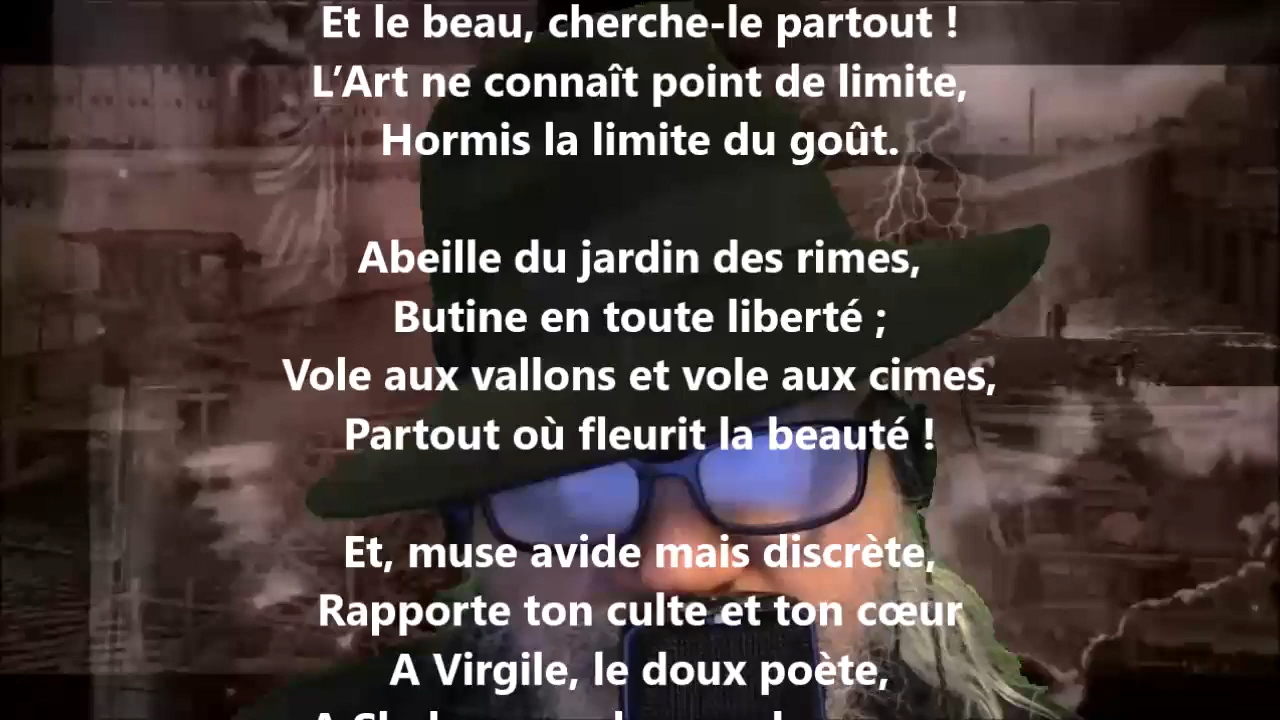 Et le beau, cherche-le partout !
L’Art ne connaît point de limite,
Hormis la limite du goût.
Abeille du jardin des rimes,
Butine en toute liberté ;
Vole aux vallons et vole aux cimes,
Partout où fleurit la beauté !
Et, muse avide mais discrète,
Rapporte ton culte et ton cœur
A Virgile, le doux poète,
A